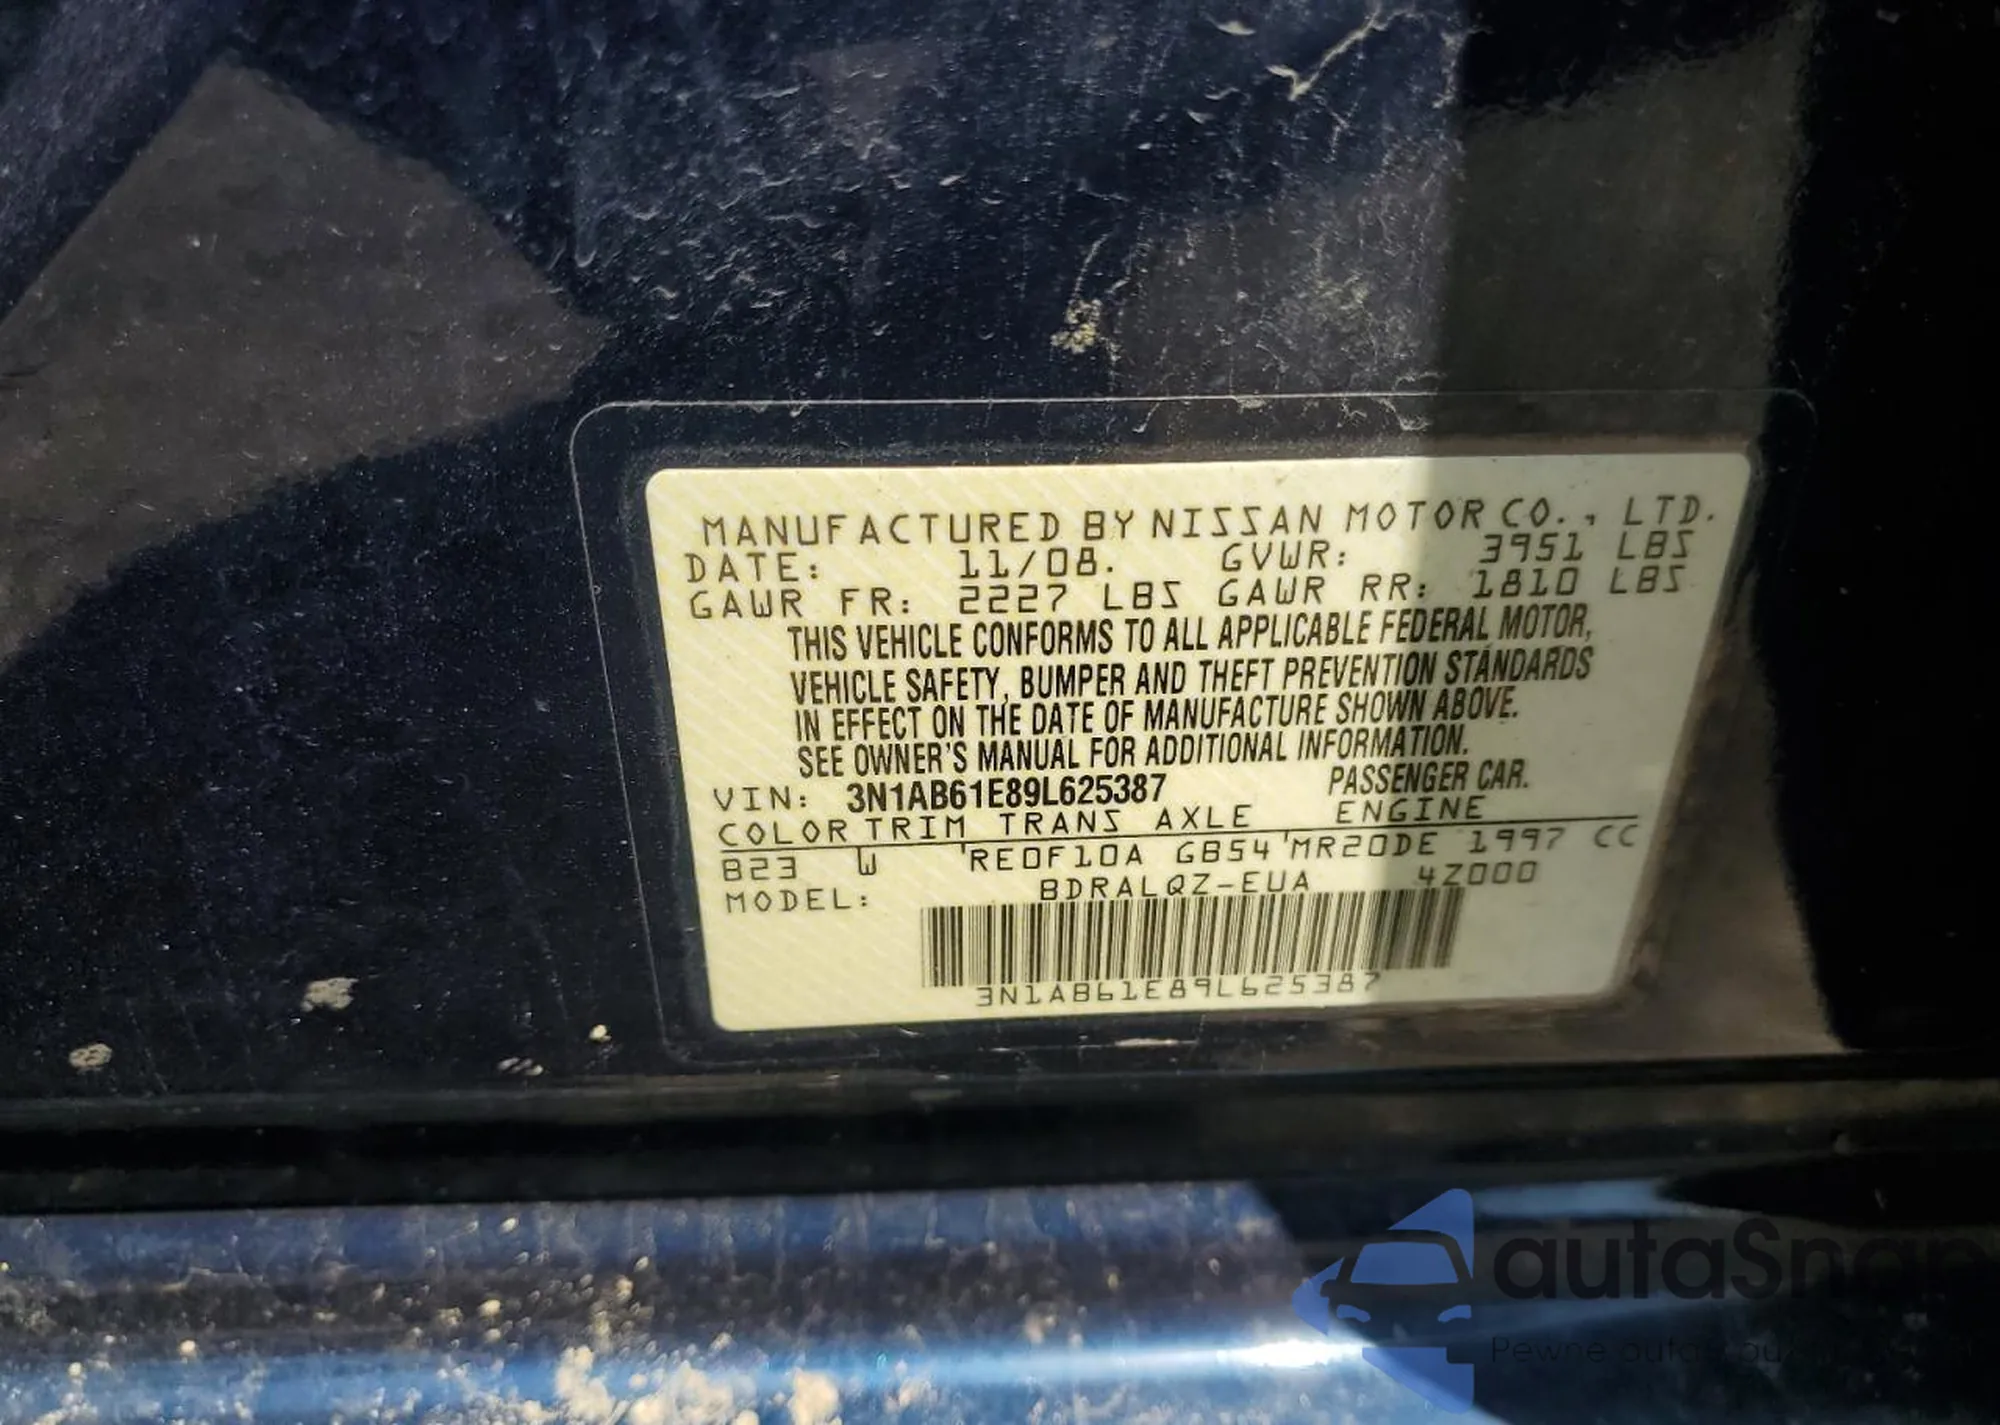 MANUFACTURED BY NISSAN MOTOR CO., LTD.
DATE: 11/08. GVWR: 3951 LBS
GAWR FR: 2227 LBS GAWR RR: 1810 LBS
THIS VEHICLE CONFORMS TO ALL APPLICABLE FEDERAL MOTOR,
VEHICLE SAFETY, BUMPER AND THEFT PREVENTION STANDARDS
IN EFFECT ON THE DATE OF MANUFACTURE SHOWN ABOVE.
SEE OWNER'S MANUAL FOR ADDITIONAL INFORMATION.
VIN: 3N1AB61E89L625387 PASSENGER CAR.
COLOR TRIM TRANS AXLE ENGINE
B23 W 'RE0F10A GB54 'MR20DE 1997 CC
MODEL: BDRALQZ-EUA 4Z000
3N1AB61E89L625387
autaSnap
Pewne auta